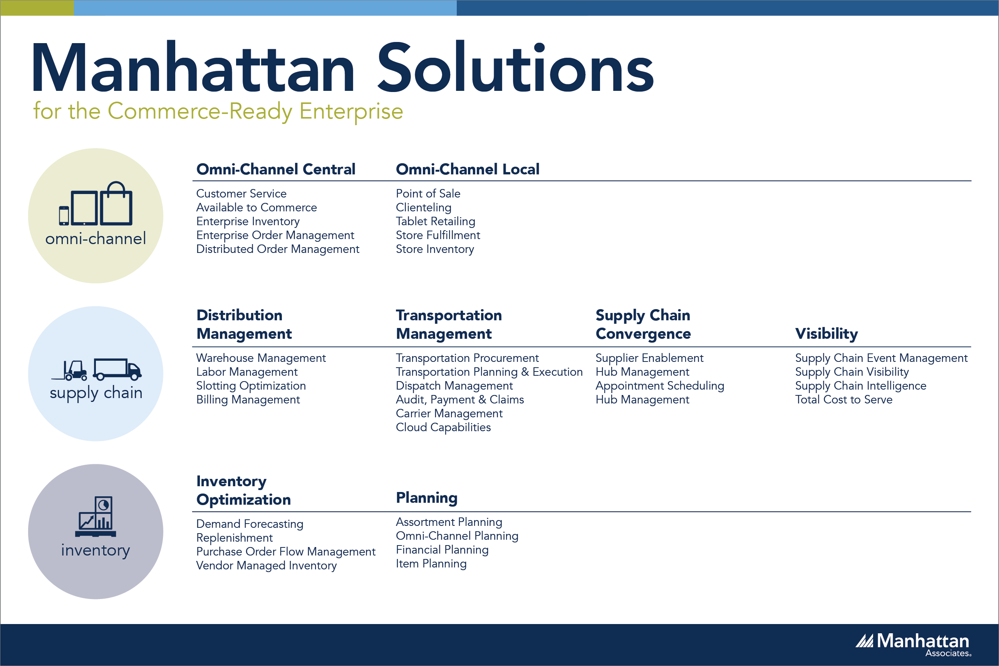 Manhattan Solutions
for the Commerce-Ready Enterprise
omni-channel
Omni-Channel Central
Customer Service
Available to Commerce
Enterprise Inventory
Enterprise Order Management
Distributed Order Management
Omni-Channel Local
Point of Sale
Clienteling
Tablet Retailing
Store Fulfillment
Store Inventory
supply chain
Distribution
Management
Warehouse Management
Labor Management
Slotting Optimization
Billing Management
Transportation
Management
Transportation Procurement
Transportation Planning & Execution
Dispatch Management
Audit, Payment & Claims
Carrier Management
Cloud Capabilities
Supply Chain
Convergence
Supplier Enablement
Hub Management
Appointment Scheduling
Hub Management
Visibility
Supply Chain Event Management
Supply Chain Visibility
Supply Chain Intelligence
Total Cost to Serve
inventory
Inventory
Optimization
Demand Forecasting
Replenishment
Purchase Order Flow Management
Vendor Managed Inventory
Planning
Assortment Planning
Omni-Channel Planning
Financial Planning
Item Planning
Manhattan
Associates®